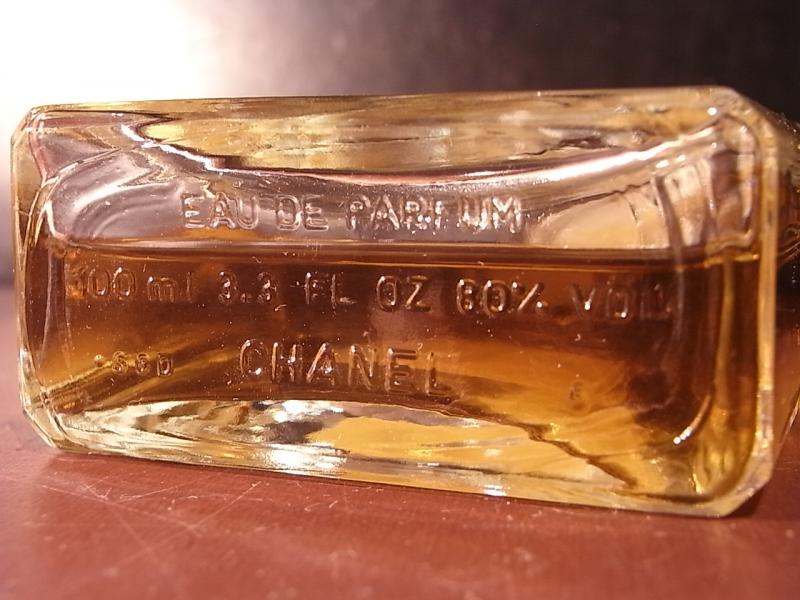 EAU DE PARFUM
100 ml 3.3 FL OZ 80% VOL
CHANEL